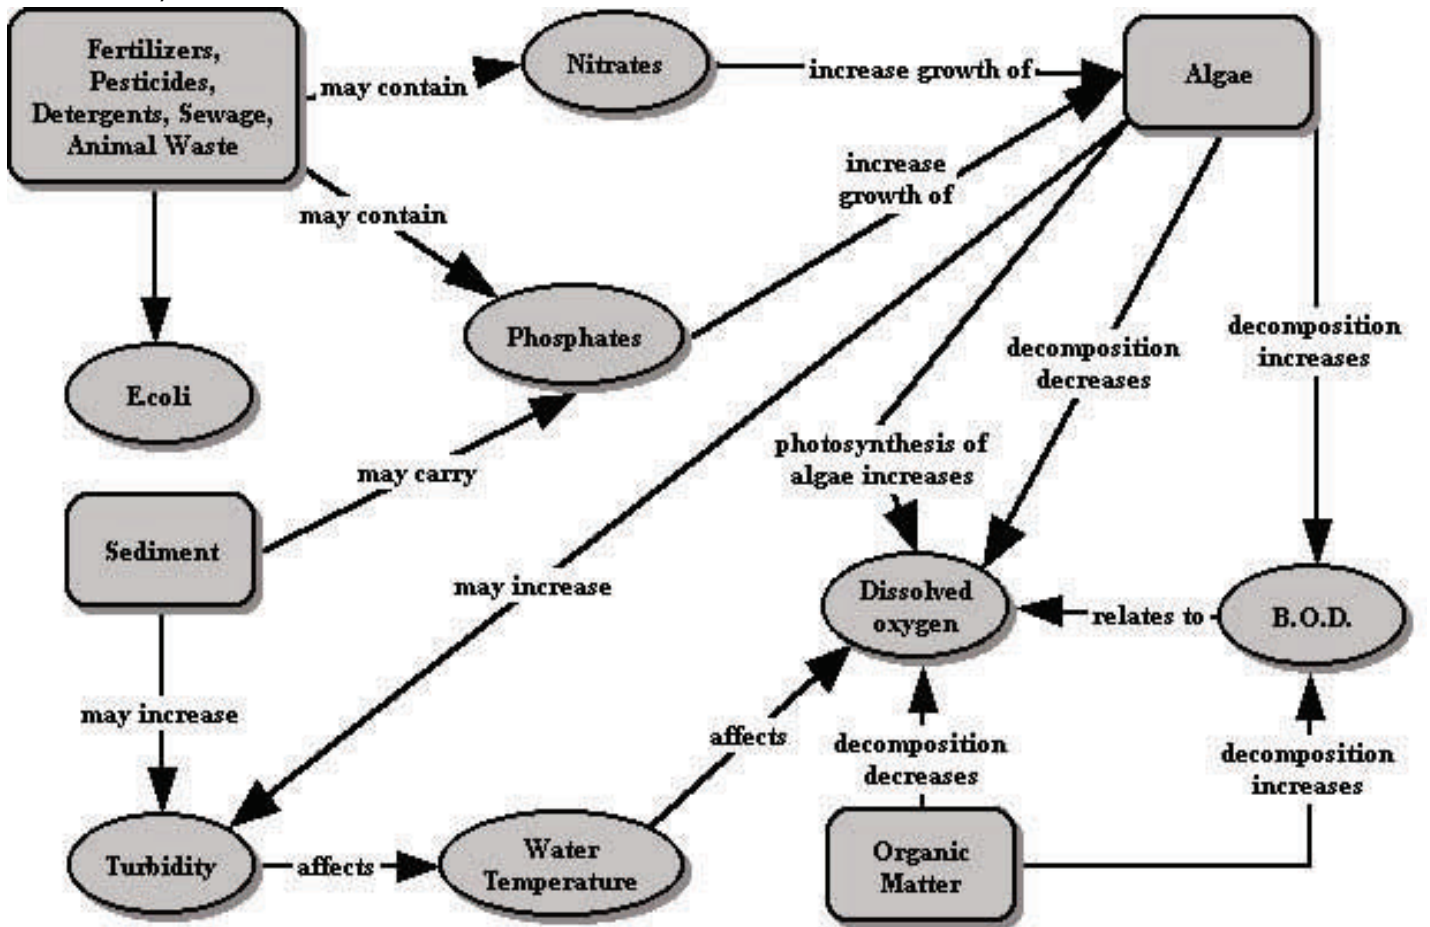 Fertilizers,
Pesticides,
Detergents, Sewage,
Animal Waste
may contain
Nitrates
increase growth of
Algae
may contain
increase
growth of
Phosphates
E.coli
decomposition
decreases
decomposition
increases
photosynthesis of
algae increases
may carry
Sediment
may increase
Dissolved
oxygen
relates to
B.O.D.
may increase
affects
decomposition
decreases
decomposition
increases
Turbidity
affects
Water
Temperature
Organic
Matter